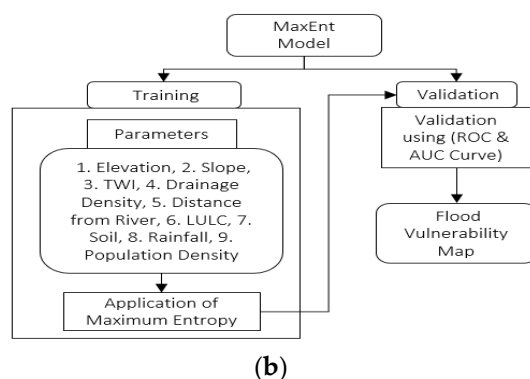 MaxEnt
Model
Training
Validation
Parameters
1. Elevation, 2. Slope,
3. TWI, 4. Drainage
Density, 5. Distance
from River, 6. LULC, 7.
Soil, 8. Rainfall, 9.
Population Density
Application of
Maximum Entropy
Validation
using (ROC &
AUC Curve)
Flood
Vulnerability
Map
(b)